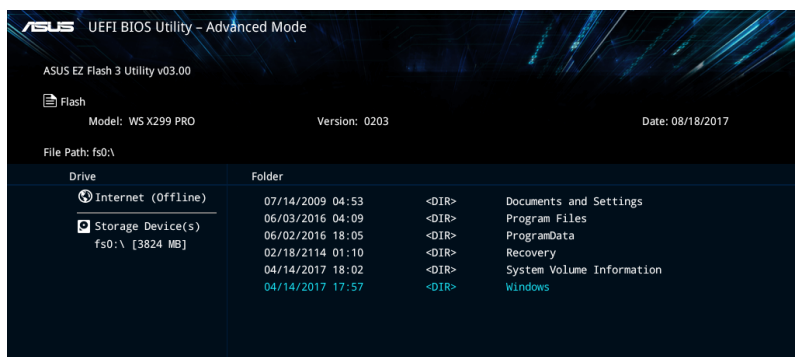 ASUS UEFI BIOS Utility – Advanced Mode
ASUS EZ Flash 3 Utility v03.00
Flash
Model: WS X299 PRO Version: 0203 Date: 08/18/2017
File Path: fs0:\
Drive Folder
Internet (Offline) 07/14/2009 04:53 <DIR> Documents and Settings
06/03/2016 04:09 <DIR> Program Files
Storage Device(s) 06/02/2016 18:05 <DIR> ProgramData
fs0:\ [3824 MB] 02/18/2114 01:10 <DIR> Recovery
04/14/2017 18:02 <DIR> System Volume Information
04/14/2017 17:57 <DIR> Windows